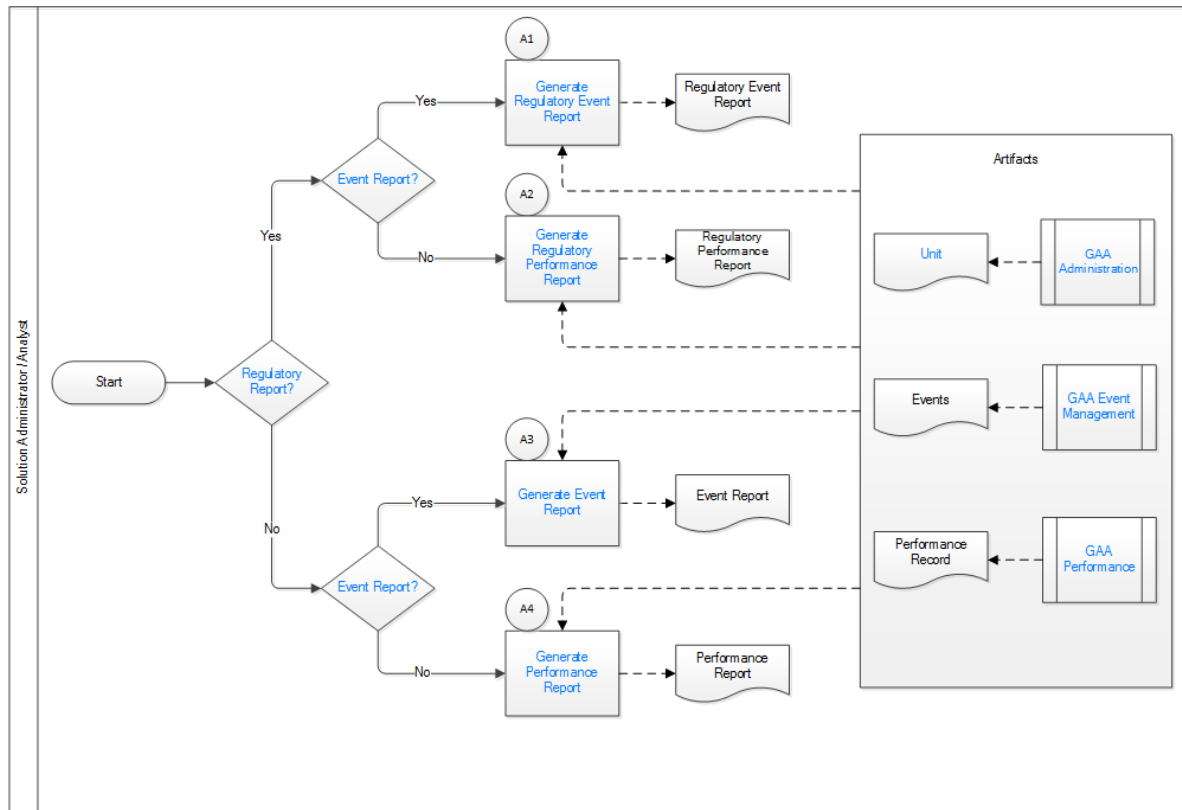 Solution Administrator / Analyst
Start
Regulatory
Report?
Yes
No
Event Report?
Yes
No
A1
Generate
Regulatory Event
Report
Regulatory Event
Report
A2
Generate
Regulatory
Performance
Report
Regulatory
Performance
Report
Event Report?
Yes
No
A3
Generate Event
Report
Event Report
A4
Generate
Performance
Report
Performance
Report
Artifacts
Unit
GAA
Administration
Events
GAA Event
Management
Performance
Record
GAA
Performance